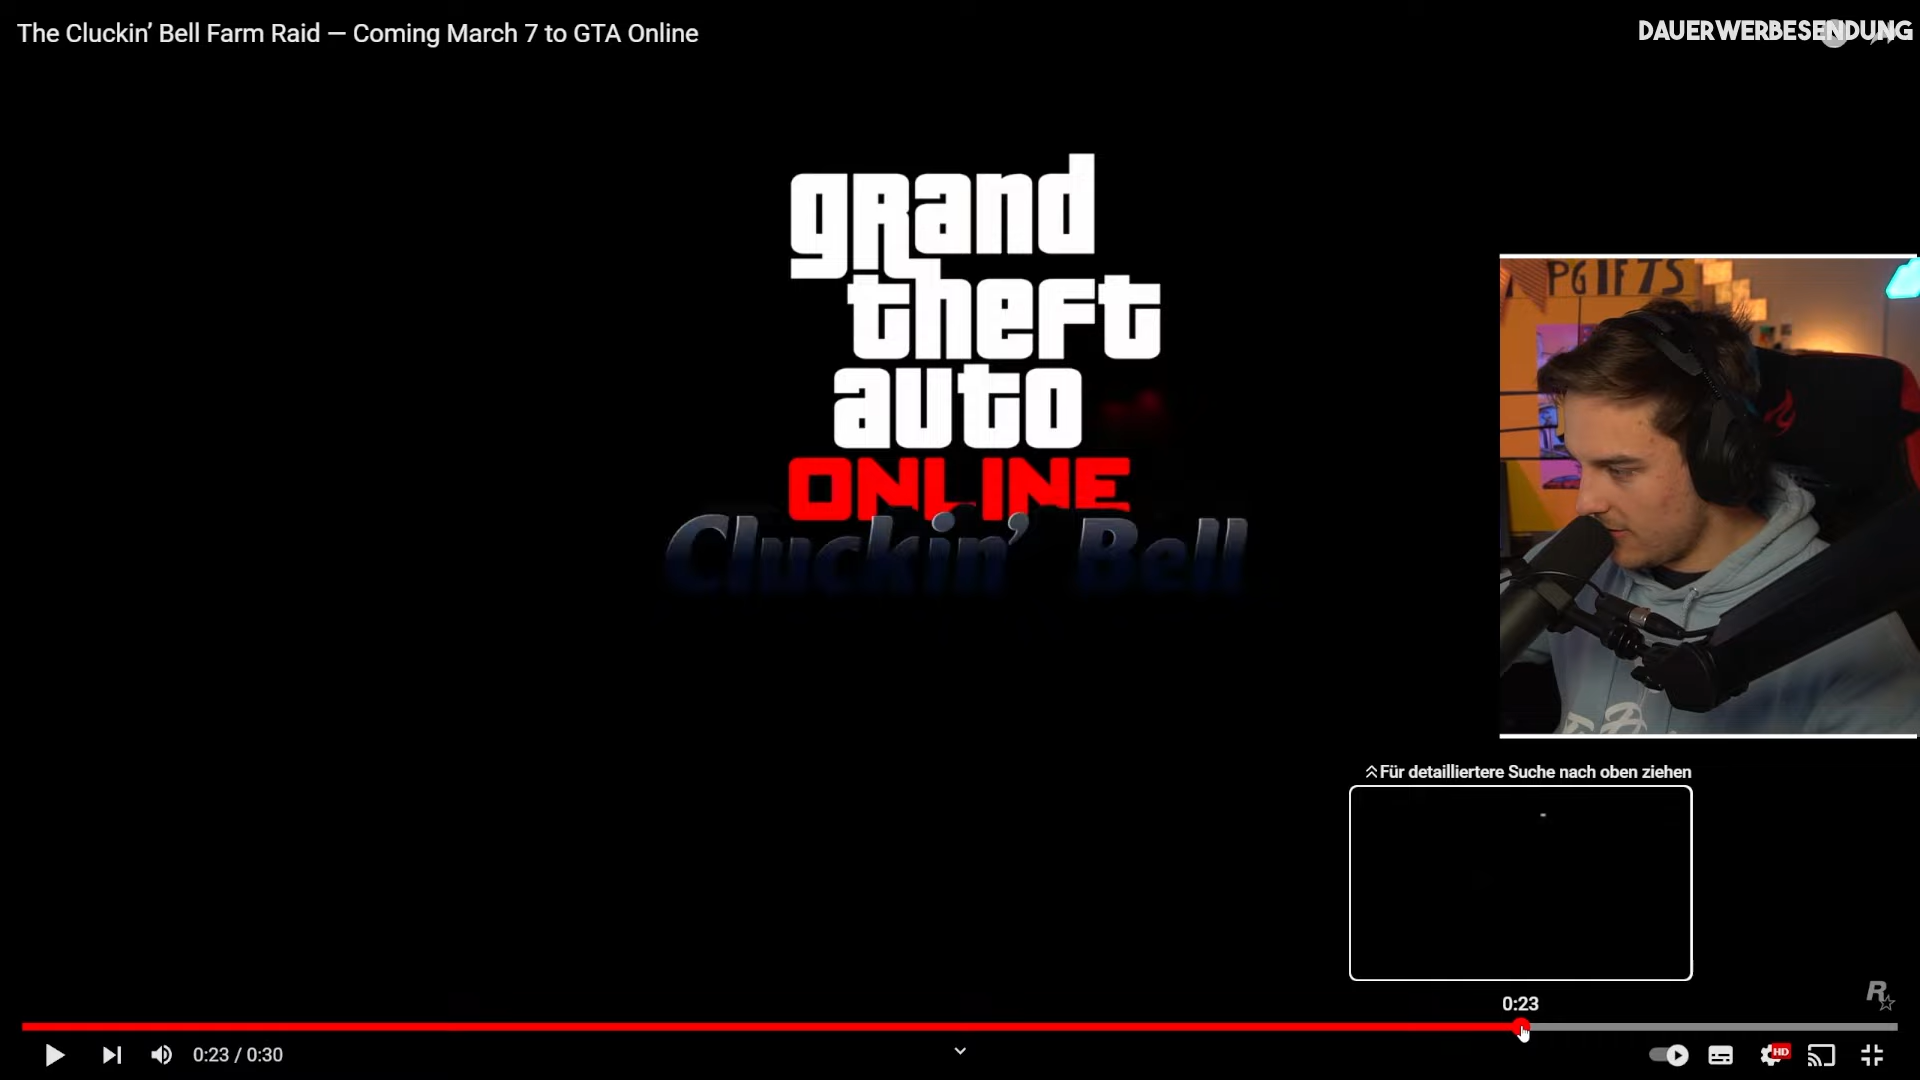 The Cluckin’ Bell Farm Raid — Coming March 7 to GTA Online
DAUERWERBESENDUNG
grand
theft
auto
ONLINE
Cluckin’ Bell
PGIFTS
Für detailliertere Suche nach oben ziehen
0:23
R
0:23 / 0:30
HD